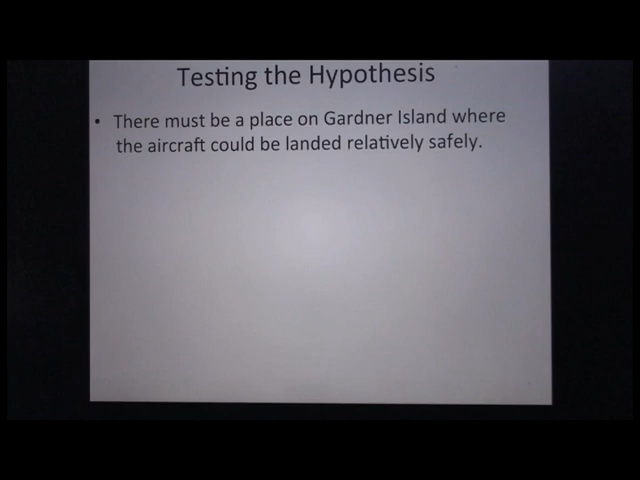 Testing the Hypothesis
• There must be a place on Gardner Island where
the aircraft could be landed relatively safely.